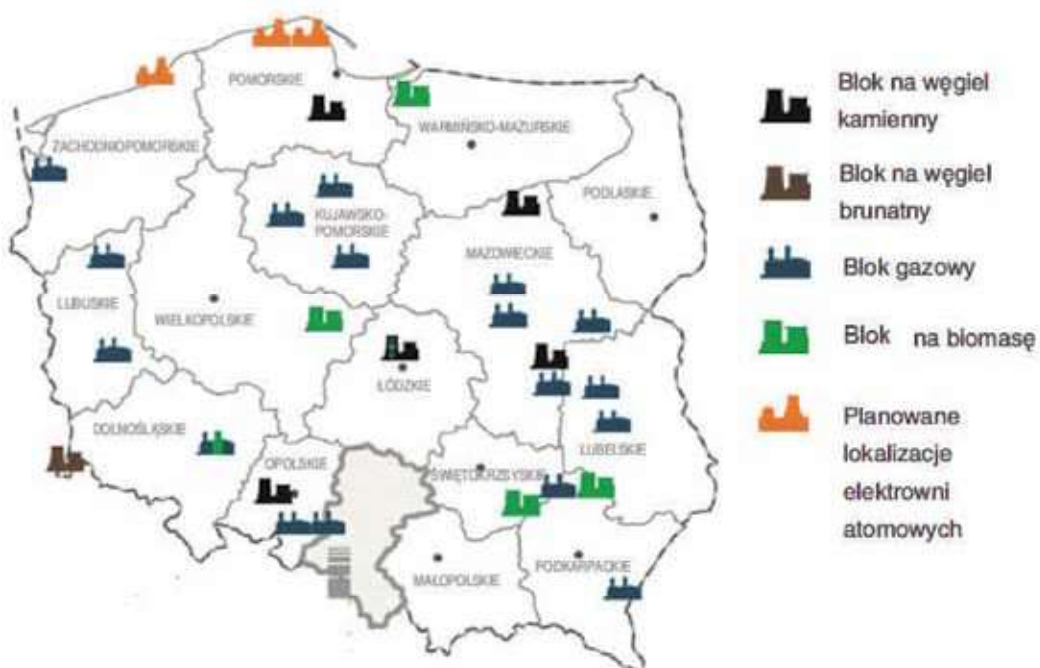 POMORSKIE
WARMIŃSKO-MAZURSKIE
ZACHODNIOPOMORSKIE
PODLASKIE
KUJAWSKO-
POMORSKIE
MAZOWIECKIE
LUBUSKIE
WIELKOPOLSKIE
ŁÓDZKIE
DOLNOŚLĄSKIE
LUBELSKIE
OPOLSKIE
ŚWIĘTOKRZYSKIE
MAŁOPOLSKIE
PODKARPACKIE
Blok na węgiel
kamienny
Blok na węgiel
brunatny
Blok gazowy
Blok na biomasę
Planowane
lokalizacje
elektrowni
atomowych